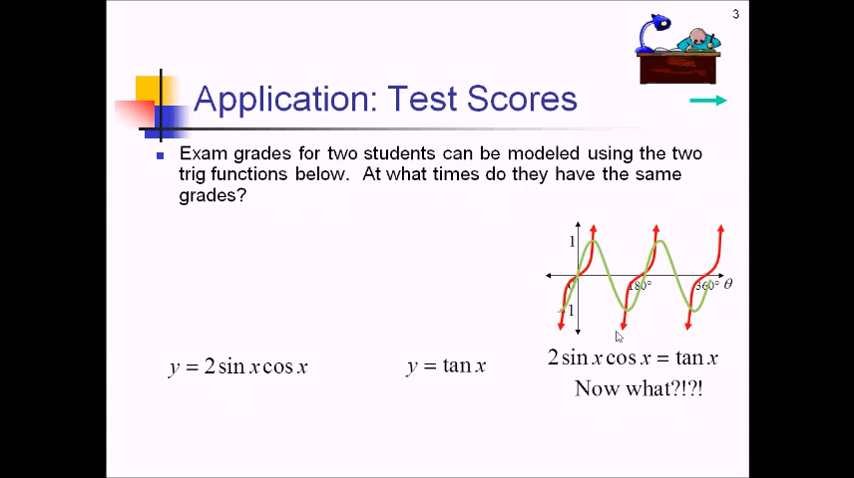 3
Application: Test Scores
Exam grades for two students can be modeled using the two
trig functions below. At what times do they have the same
grades?
1
180°
360° θ
1
y = 2 sin x cos x
y = tan x
2 sin x cos x = tan x
Now what?!?!